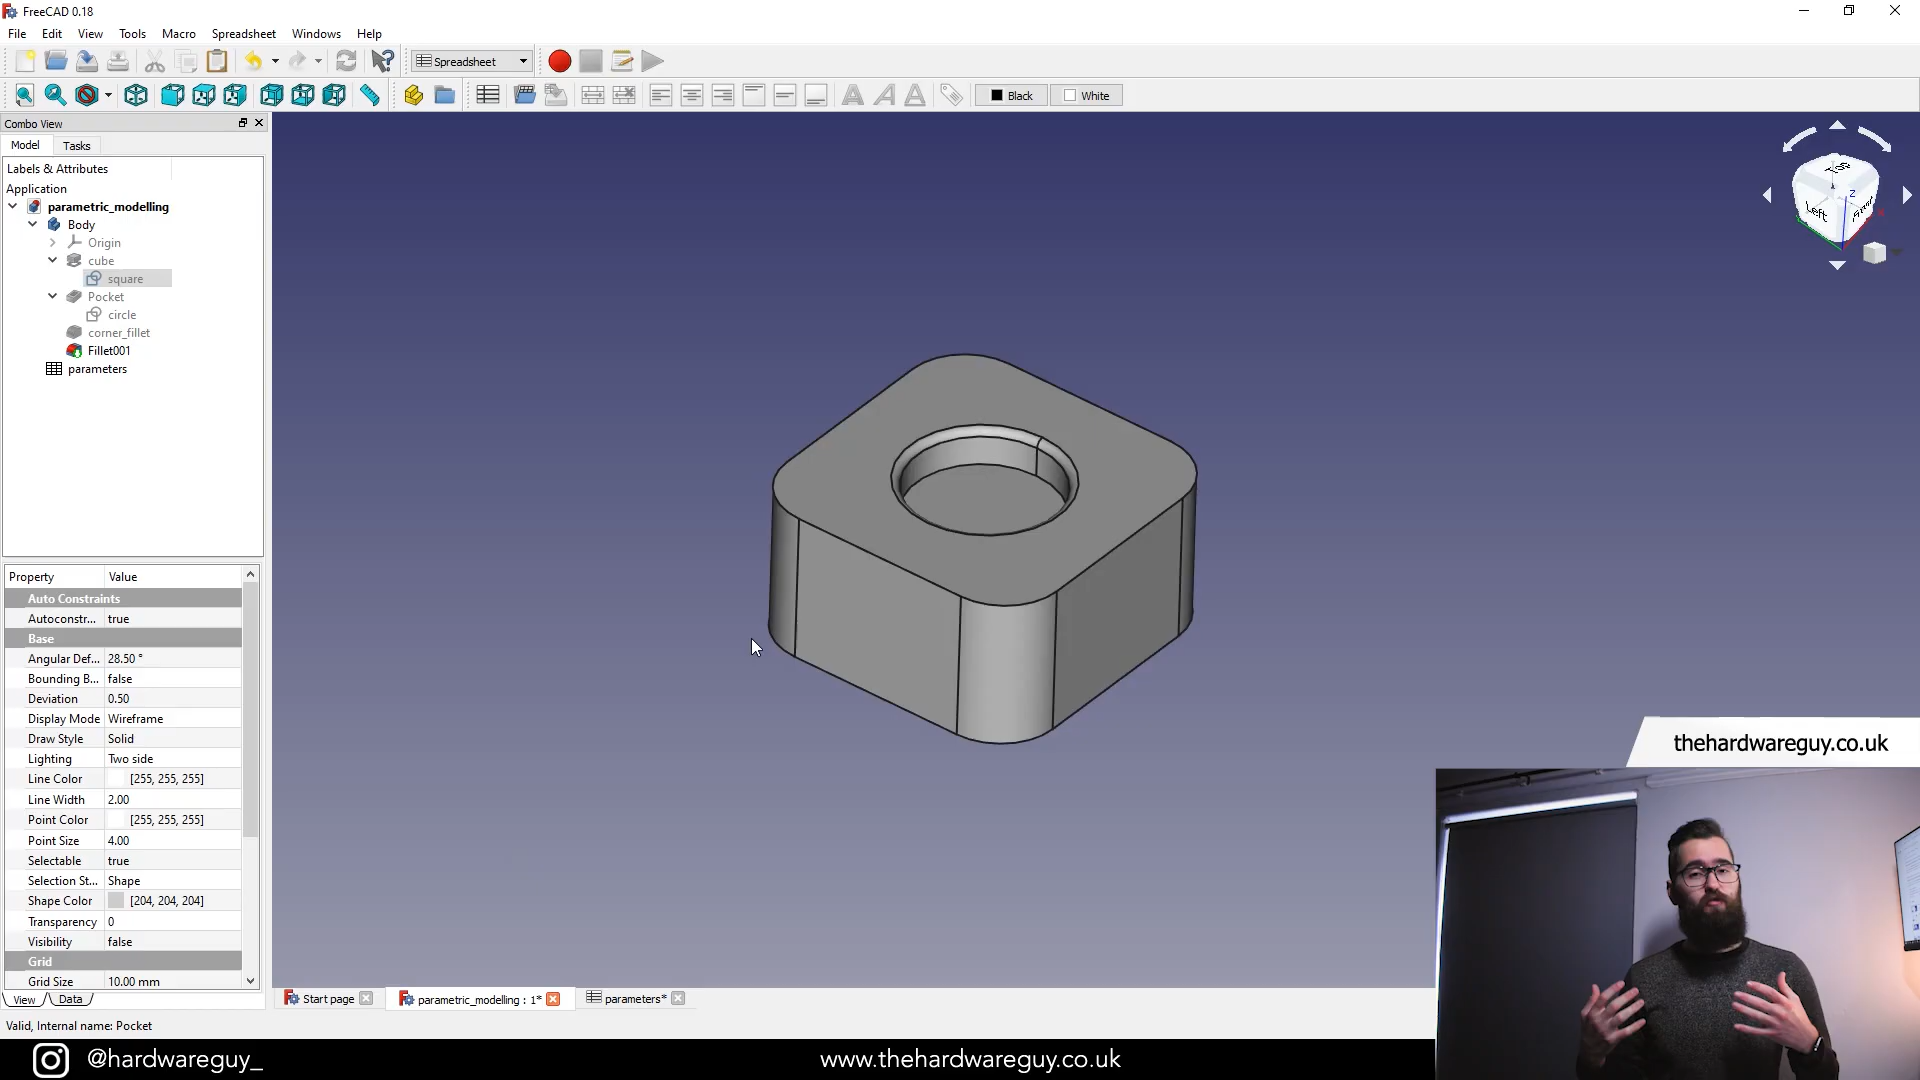 FreeCAD 0.18
File Edit View Tools Macro Spreadsheet Windows Help
Spreadsheet
Black White
Combo View
Model Tasks
Labels & Attributes
Application
parametric_modelling
Body
Origin
cube
square
Pocket
circle
corner_fillet
Fillet001
parameters
Property Value
Auto Constraints
Autoconstr... true
Base
Angular Def... 28.50 °
Bounding B... false
Deviation 0.50
Display Mode Wireframe
Draw Style Solid
Lighting Two side
Line Color [255, 255, 255]
Line Width 2.00
Point Color [255, 255, 255]
Point Size 4.00
Selectable true
Selection St... Shape
Shape Color [204, 204, 204]
Transparency 0
Visibility false
Grid
Grid Size 10.00 mm
View Data
Start page parametric_modelling : 1* parameters*
Valid, Internal name: Pocket
Left
Z
thehardwareguy.co.uk
@hardwareguy_
www.thehardwareguy.co.uk